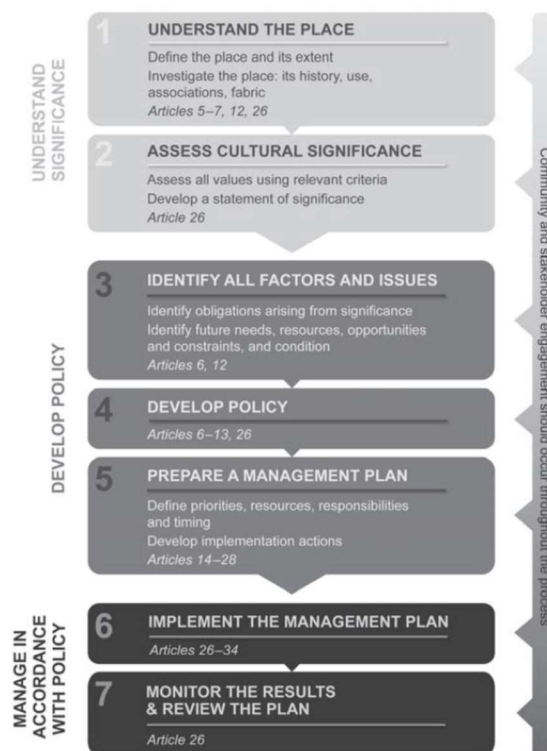 UNDERSTAND
SIGNIFICANCE
1
UNDERSTAND THE PLACE
Define the place and its extent
Investigate the place: its history, use,
associations, fabric
Articles 5–7, 12, 26
2
ASSESS CULTURAL SIGNIFICANCE
Assess all values using relevant criteria
Develop a statement of significance
Article 26
DEVELOP POLICY
3
IDENTIFY ALL FACTORS AND ISSUES
Identify obligations arising from significance
Identify future needs, resources, opportunities
and constraints, and condition
Articles 6, 12
4
DEVELOP POLICY
Articles 6–13, 26
5
PREPARE A MANAGEMENT PLAN
Define priorities, resources, responsibilities
and timing
Develop implementation actions
Articles 14–28
MANAGE IN
ACCORDANCE
WITH POLICY
6
IMPLEMENT THE MANAGEMENT PLAN
Articles 26–34
7
MONITOR THE RESULTS
& REVIEW THE PLAN
Article 26
Community and stakeholder engagement should occur throughout the process